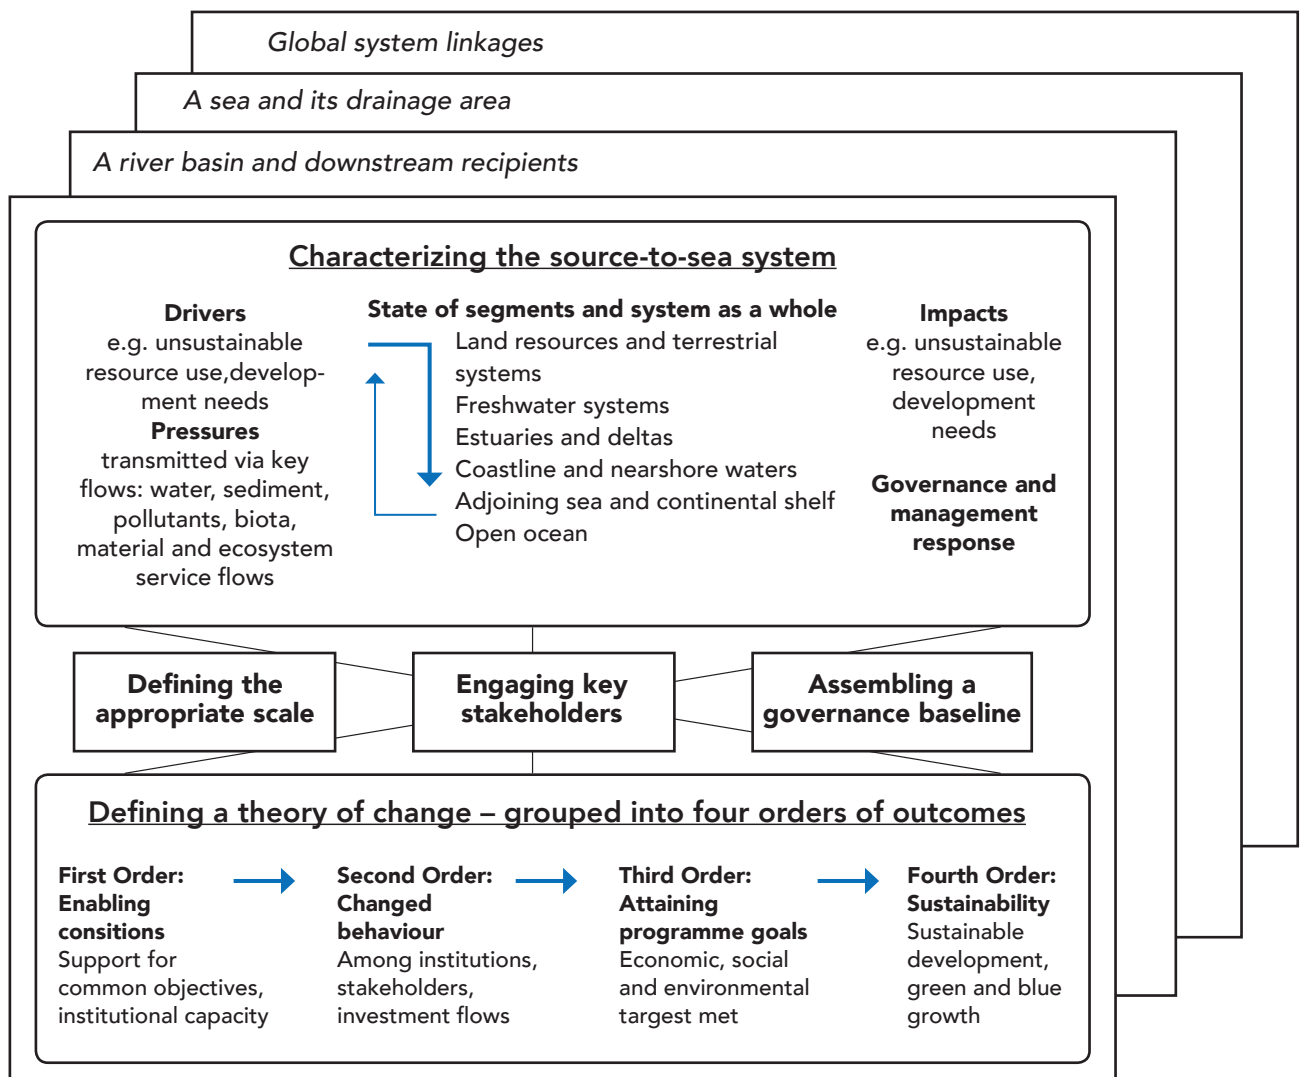 Global system linkages
A sea and its drainage area
A river basin and downstream recipients
Characterizing the source-to-sea system
Drivers
e.g. unsustainable
resource use,develop-
ment needs
Pressures
transmitted via key
flows: water, sediment,
pollutants, biota,
material and ecosystem
service flows
State of segments and system as a whole
Land resources and terrestrial
systems
Freshwater systems
Estuaries and deltas
Coastline and nearshore waters
Adjoining sea and continental shelf
Open ocean
Impacts
e.g. unsustainable
resource use,
development
needs
Governance and
management
response
Defining the
appropriate scale
Engaging key
stakeholders
Assembling a
governance baseline
Defining a theory of change – grouped into four orders of outcomes
First Order:
Enabling
consitions
Support for
common objectives,
institutional capacity
Second Order:
Changed
behaviour
Among institutions,
stakeholders,
investment flows
Third Order:
Attaining
programme goals
Economic, social
and environmental
targest met
Fourth Order:
Sustainability
Sustainable
development,
green and blue
growth